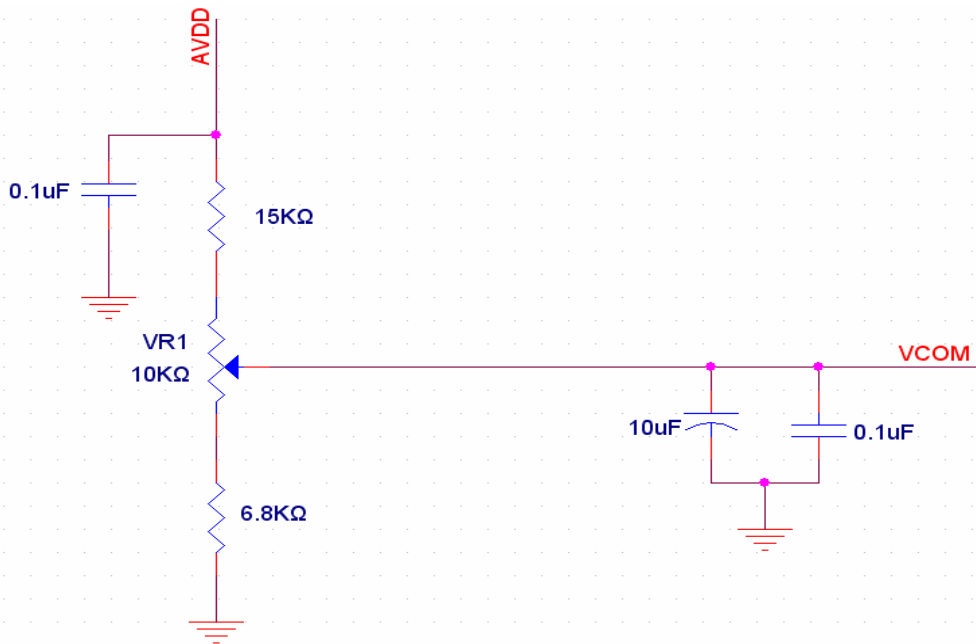 AVDD
0.1uF
15KΩ
VR1
10KΩ
VCOM
10uF
0.1uF
6.8KΩ